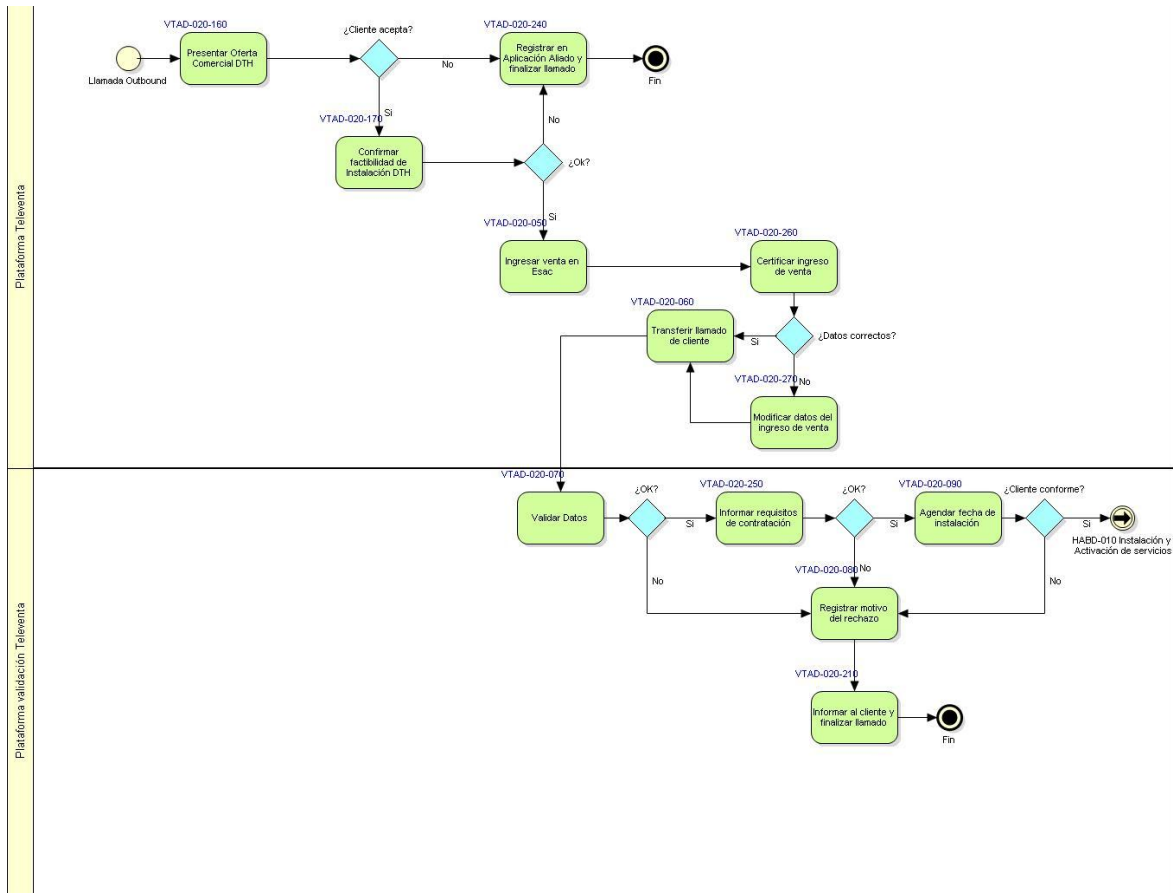 Plataforma Televenta
VTAD-020-160
Presentar Oferta
Comercial DTH
Llamada Outbound
¿Cliente acepta?
No
Si
VTAD-020-240
Registrar en
Aplicación Aliado y
finalizar llamado
Fin
VTAD-020-170
Confirmar
factibilidad de
Instalación DTH
No
¿Ok?
Si
VTAD-020-050
Ingresar venta en
Esac
VTAD-020-260
Certificar ingreso
de venta
VTAD-020-060
Transferir llamado
de cliente
Si
¿Datos correctos?
No
VTAD-020-270
Modificar datos del
ingreso de venta
Plataforma validación Televenta
VTAD-020-070
Validar Datos
¿OK?
Si
No
VTAD-020-250
Informar requisitos
de contratación
¿OK?
Si
No
VTAD-020-090
Agendar fecha de
instalación
¿Cliente conforme?
Si
No
HABD-010 Instalación y
Activación de servicios
VTAD-020-080
Registrar motivo
del rechazo
VTAD-020-210
Informar al cliente y
finalizar llamado
Fin